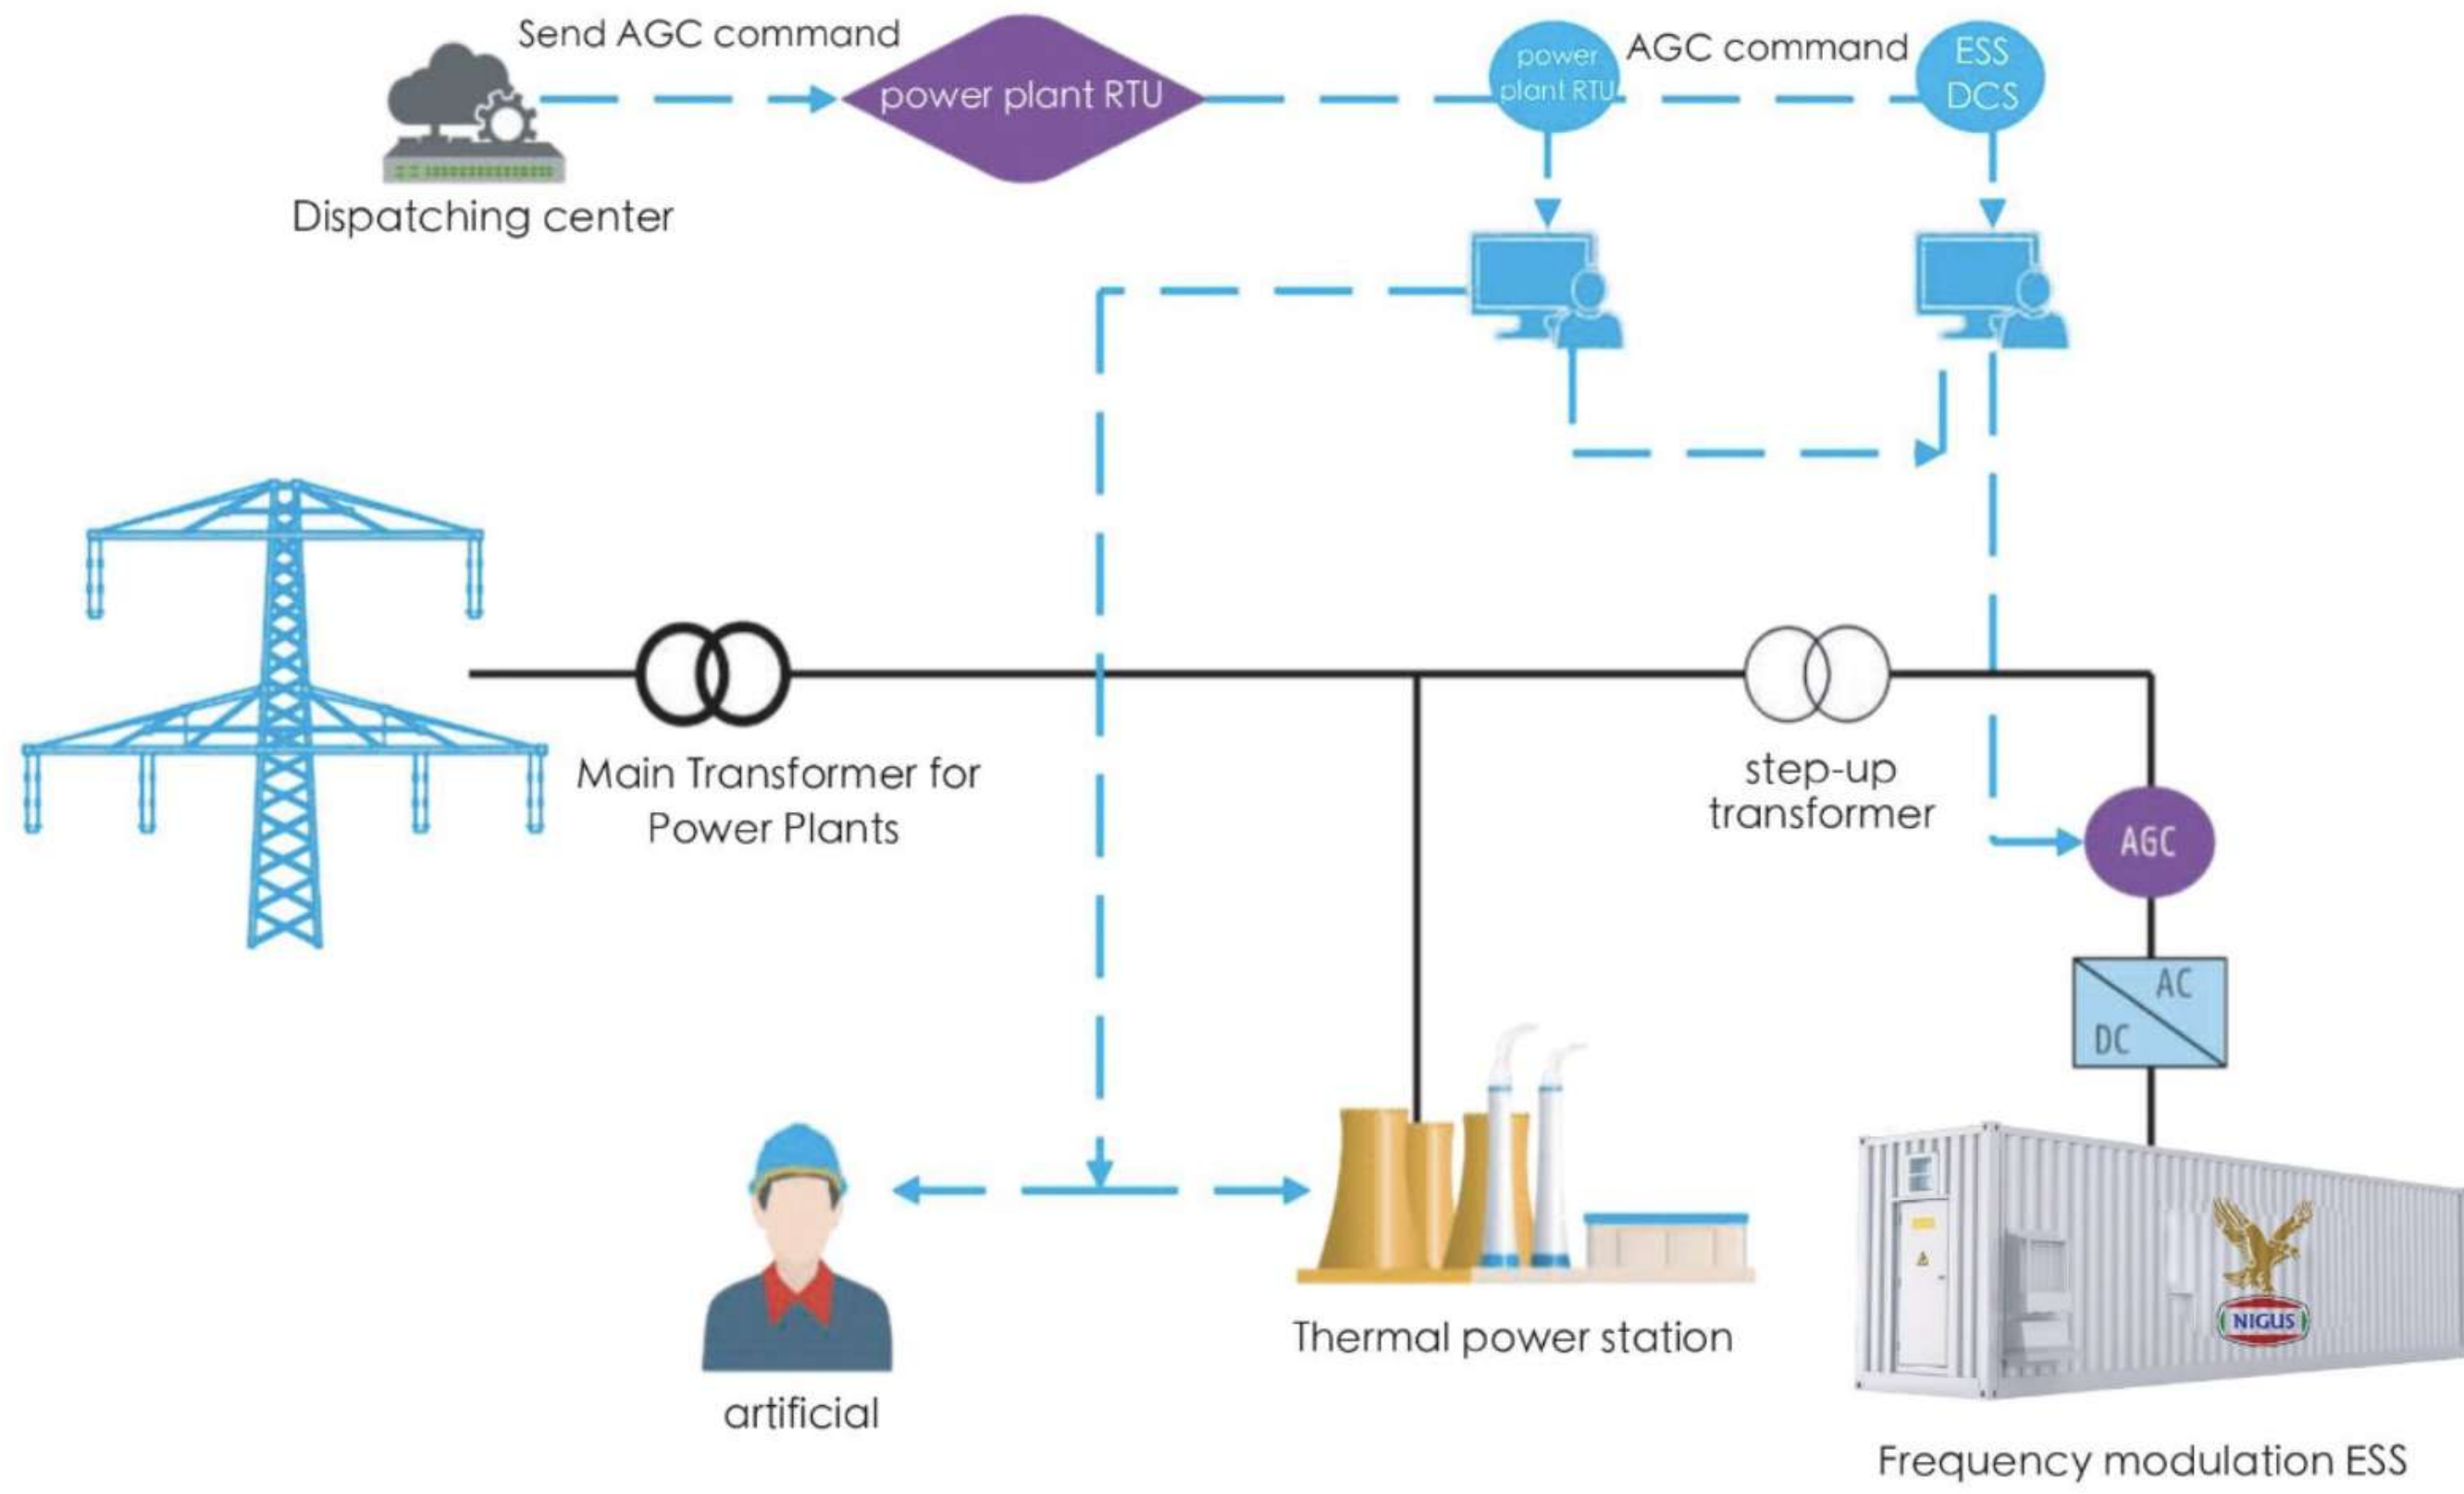 Send AGC command
power plant RTU
power
plant RTU
AGC command
ESS
DCS
Dispatching center
Main Transformer for
Power Plants
step-up
transformer
AGC
AC
DC
artificial
Thermal power station
NIGUS
Frequency modulation ESS